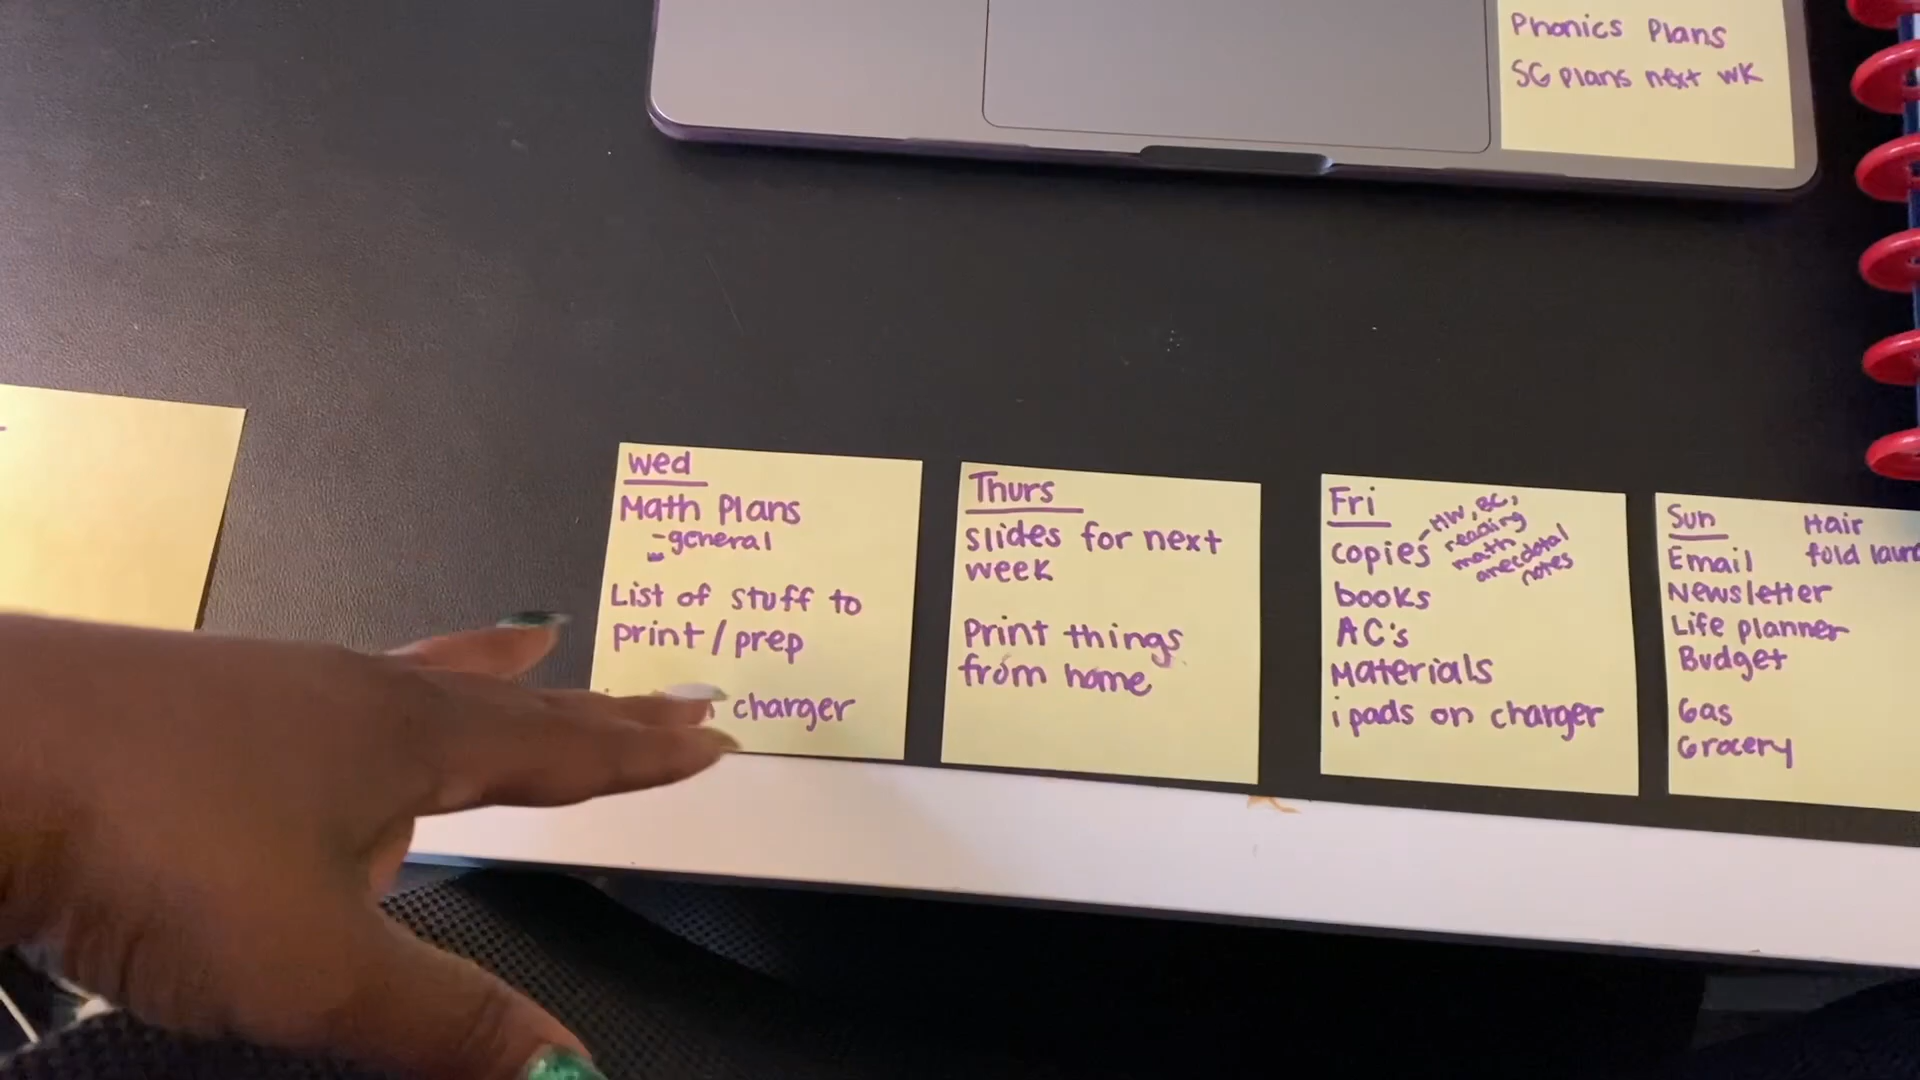 Phonics Plans
SG plans next wk
wed
Math Plans
-general
List of stuff to
print/prep
charger
Thurs
slides for next
week
Print things
from home
Fri
copies - HW, BC,
reading
math
anecdotal
notes
books
AC's
Materials
ipads on charger
Sun
Email
Newsletter
Life planner
Budget
Gas
Grocery
Hair
fold